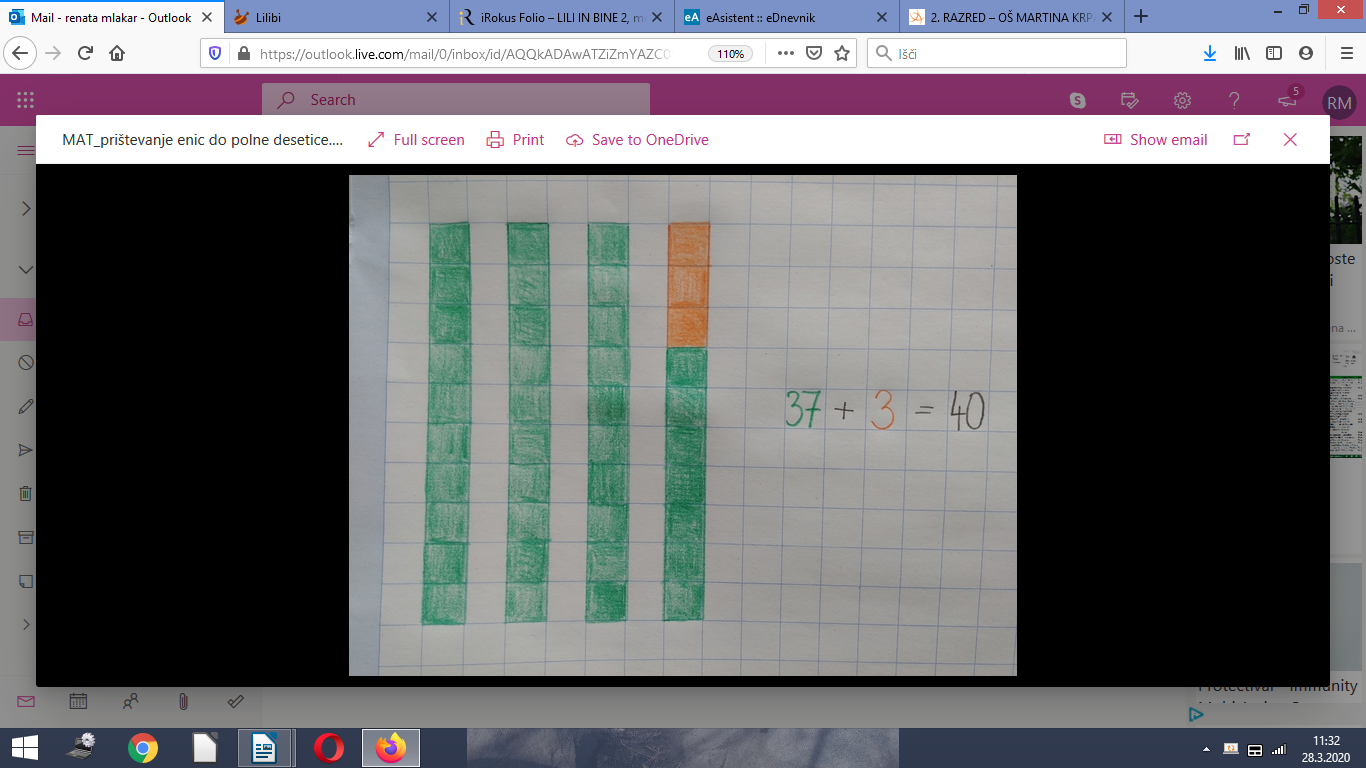 Mail - renata mlakar - Outlook
Lilibi
iRokus Folio – LILI IN BINE 2, m
eAsistent :: eDnevnik
2. RAZRED – OŠ MARTINA KRPA
https://outlook.live.com/mail/0/inbox/id/AQQkADAwATZiZmYAZC0
110%
Išči
Search
5
RM
MAT_prištevanje enic do polne desetice....
Full screen
Print
Save to OneDrive
Show email
37 + 3 = 40
11:32
28.3.2020